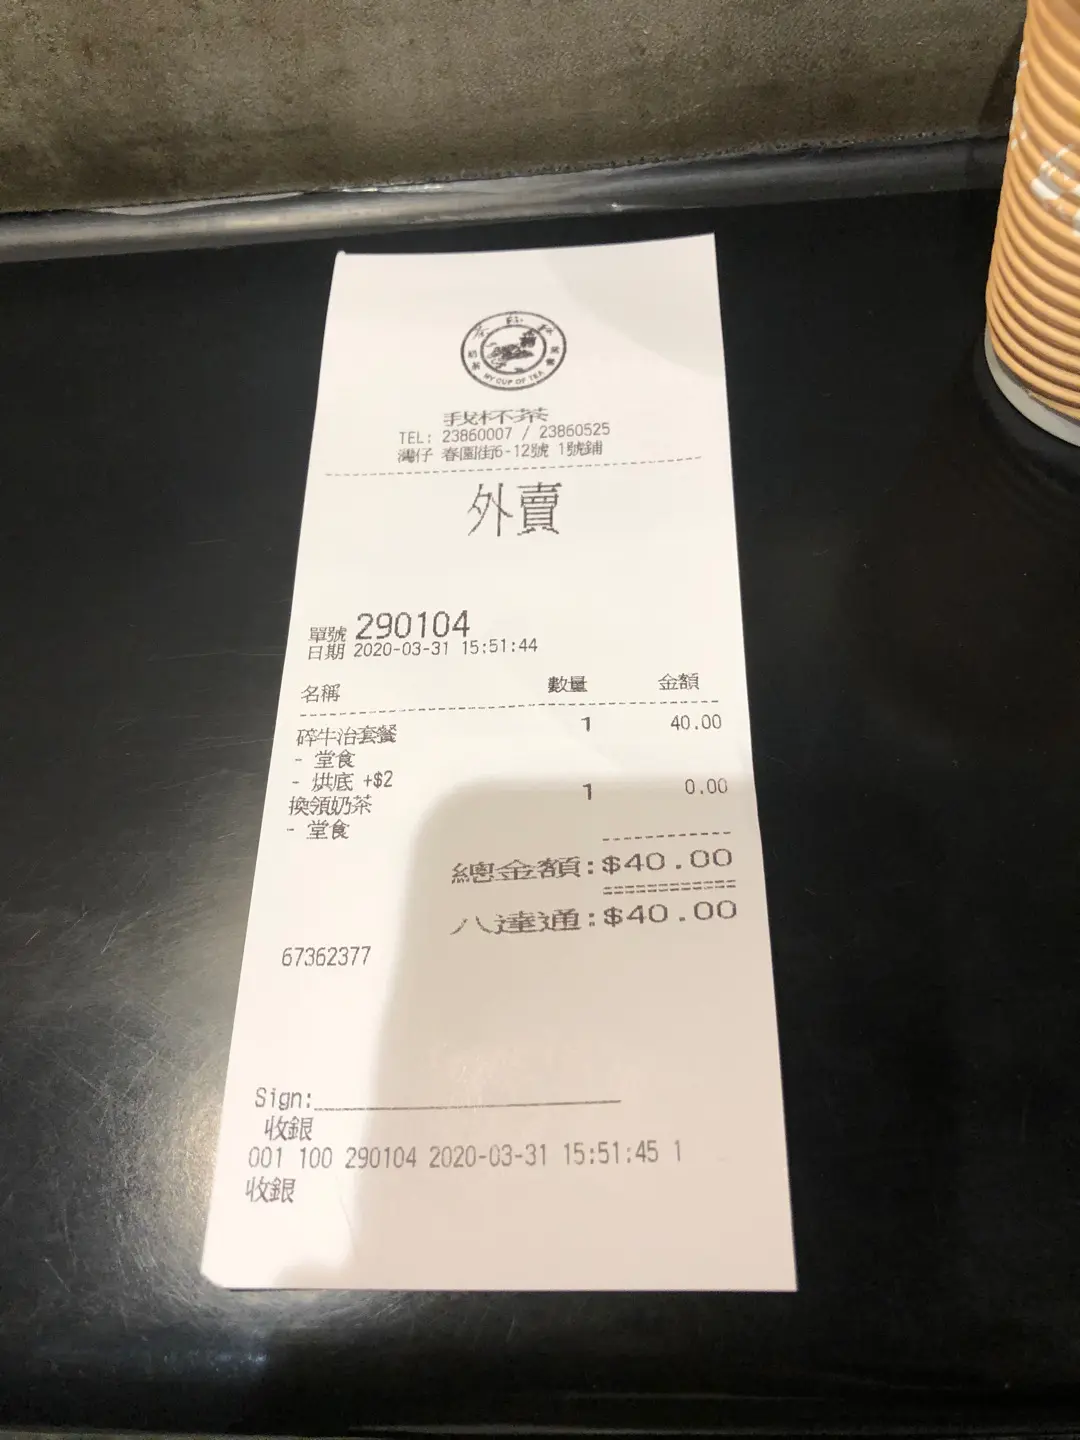 MY CUP OF TEA
我杯茶
TEL: 23860007 / 23860525
灣仔 春園街6-12號 1號鋪
外賣
單號 290104
日期 2020-03-31 15:51:44
名稱 數量 金額
碎牛治套餐 1 40.00
- 堂食
- 烘底 +$2
換領奶茶 1 0.00
- 堂食
總金額:$40.00
八達通:$40.00
67362377
Sign:
收銀
001 100 290104 2020-03-31 15:51:45 1
收銀